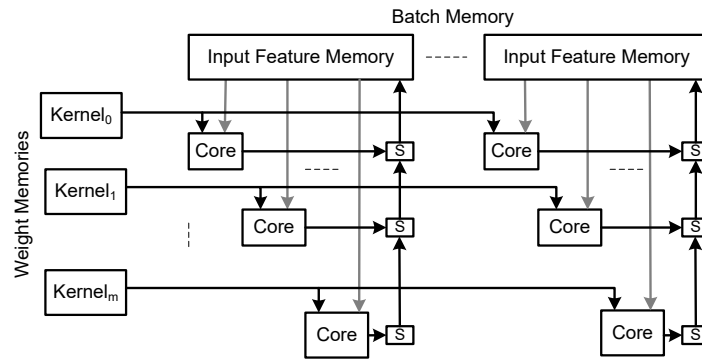 Batch Memory
Input Feature Memory
Input Feature Memory
Weight Memories
Kernel0
Core
S
Core
S
Kernel1
Core
S
Core
S
Kernelm
Core
S
Core
S